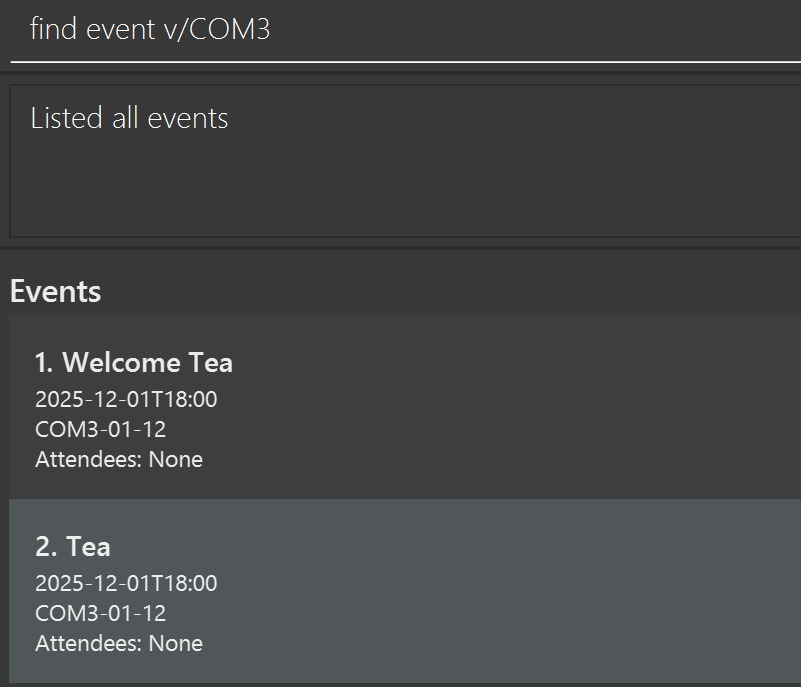 find event v/COM3
Listed all events
Events
1. Welcome Tea
2025-12-01T18:00
COM3-01-12
Attendees: None
2. Tea
2025-12-01T18:00
COM3-01-12
Attendees: None